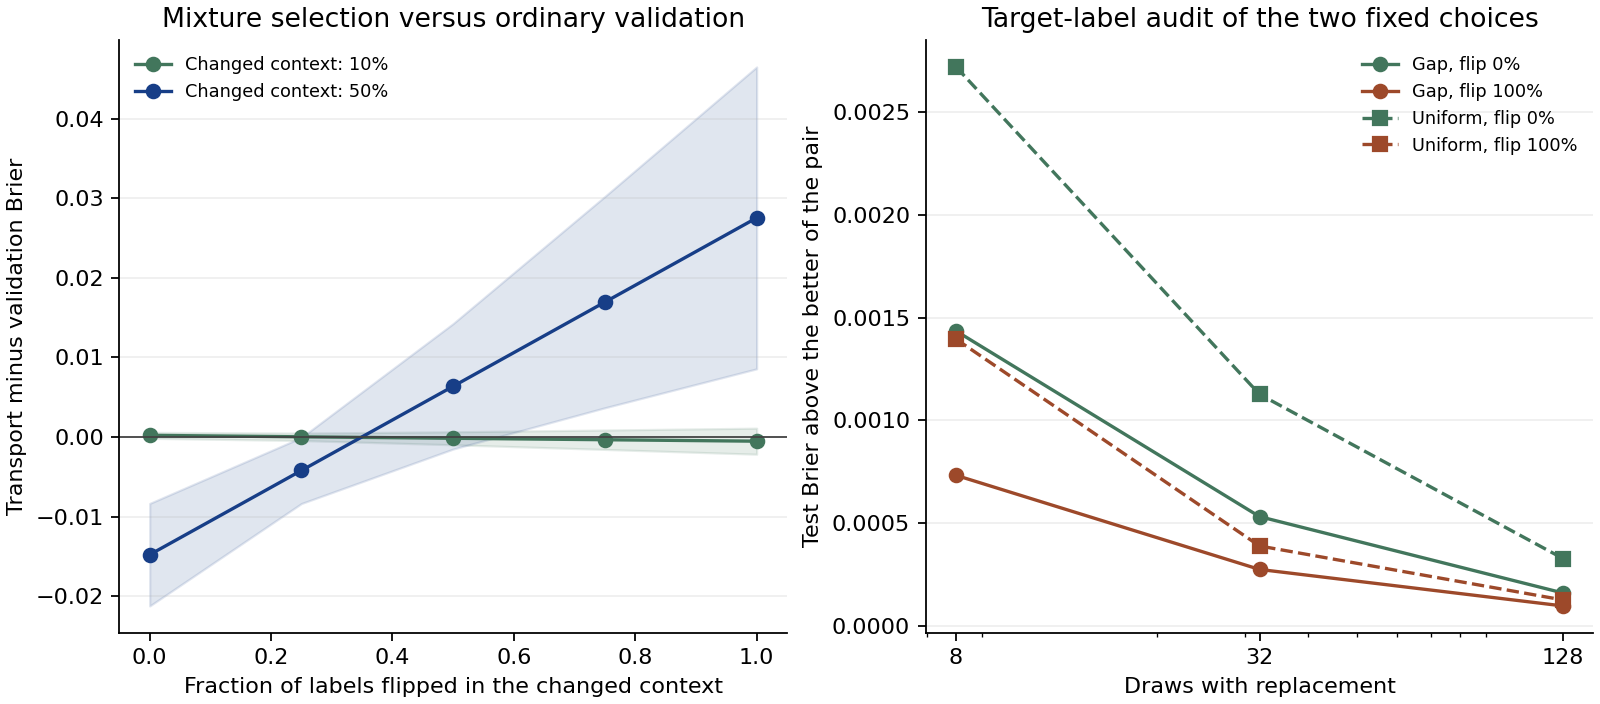 Mixture selection versus ordinary validation
Transport minus validation Brier
Changed context: 10%
Changed context: 50%
0.04
0.03
0.02
0.01
0.00
−0.01
−0.02
0.0 0.2 0.4 0.6 0.8 1.0
Fraction of labels flipped in the changed context
Target-label audit of the two fixed choices
Test Brier above the better of the pair
Gap, flip 0%
Gap, flip 100%
Uniform, flip 0%
Uniform, flip 100%
0.0025
0.0020
0.0015
0.0010
0.0005
0.0000
8 32 128
Draws with replacement